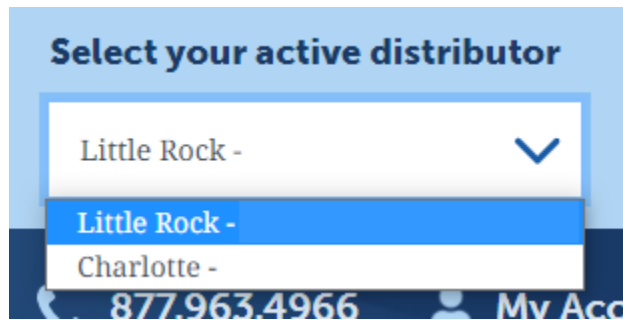 Select your active distributor
Little Rock -
Little Rock -
Charlotte -
877.963.4966 My Acc